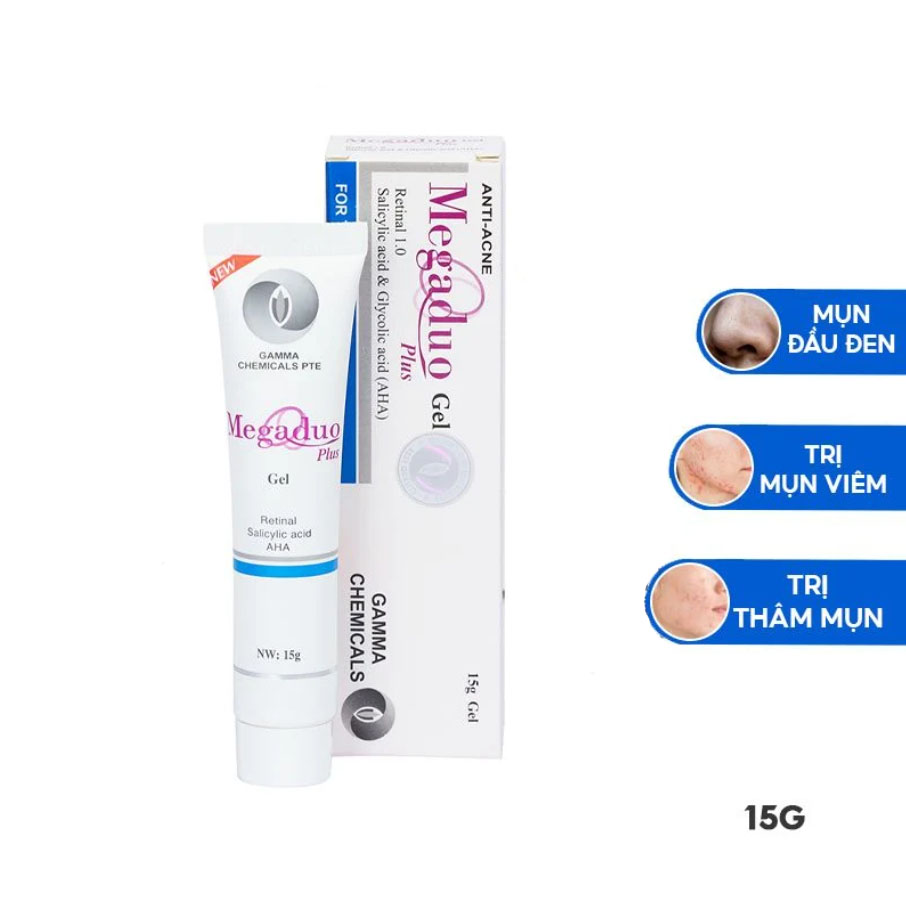 NEW
GAMMA
CHEMICALS PTE
Megaduo
Plus
Gel
Retinal
Salicylic acid
AHA
NW: 15g
FOR
ANTI-ACNE
Megaduo Gel
Plus
Retinal 1.0
Salicylic acid & Glycolic acid (AHA)
GAMMA
CHEMICALS
15g Gel
MỤN
ĐẦU ĐEN
TRỊ
MỤN VIÊM
TRỊ
THÂM MỤN
15G